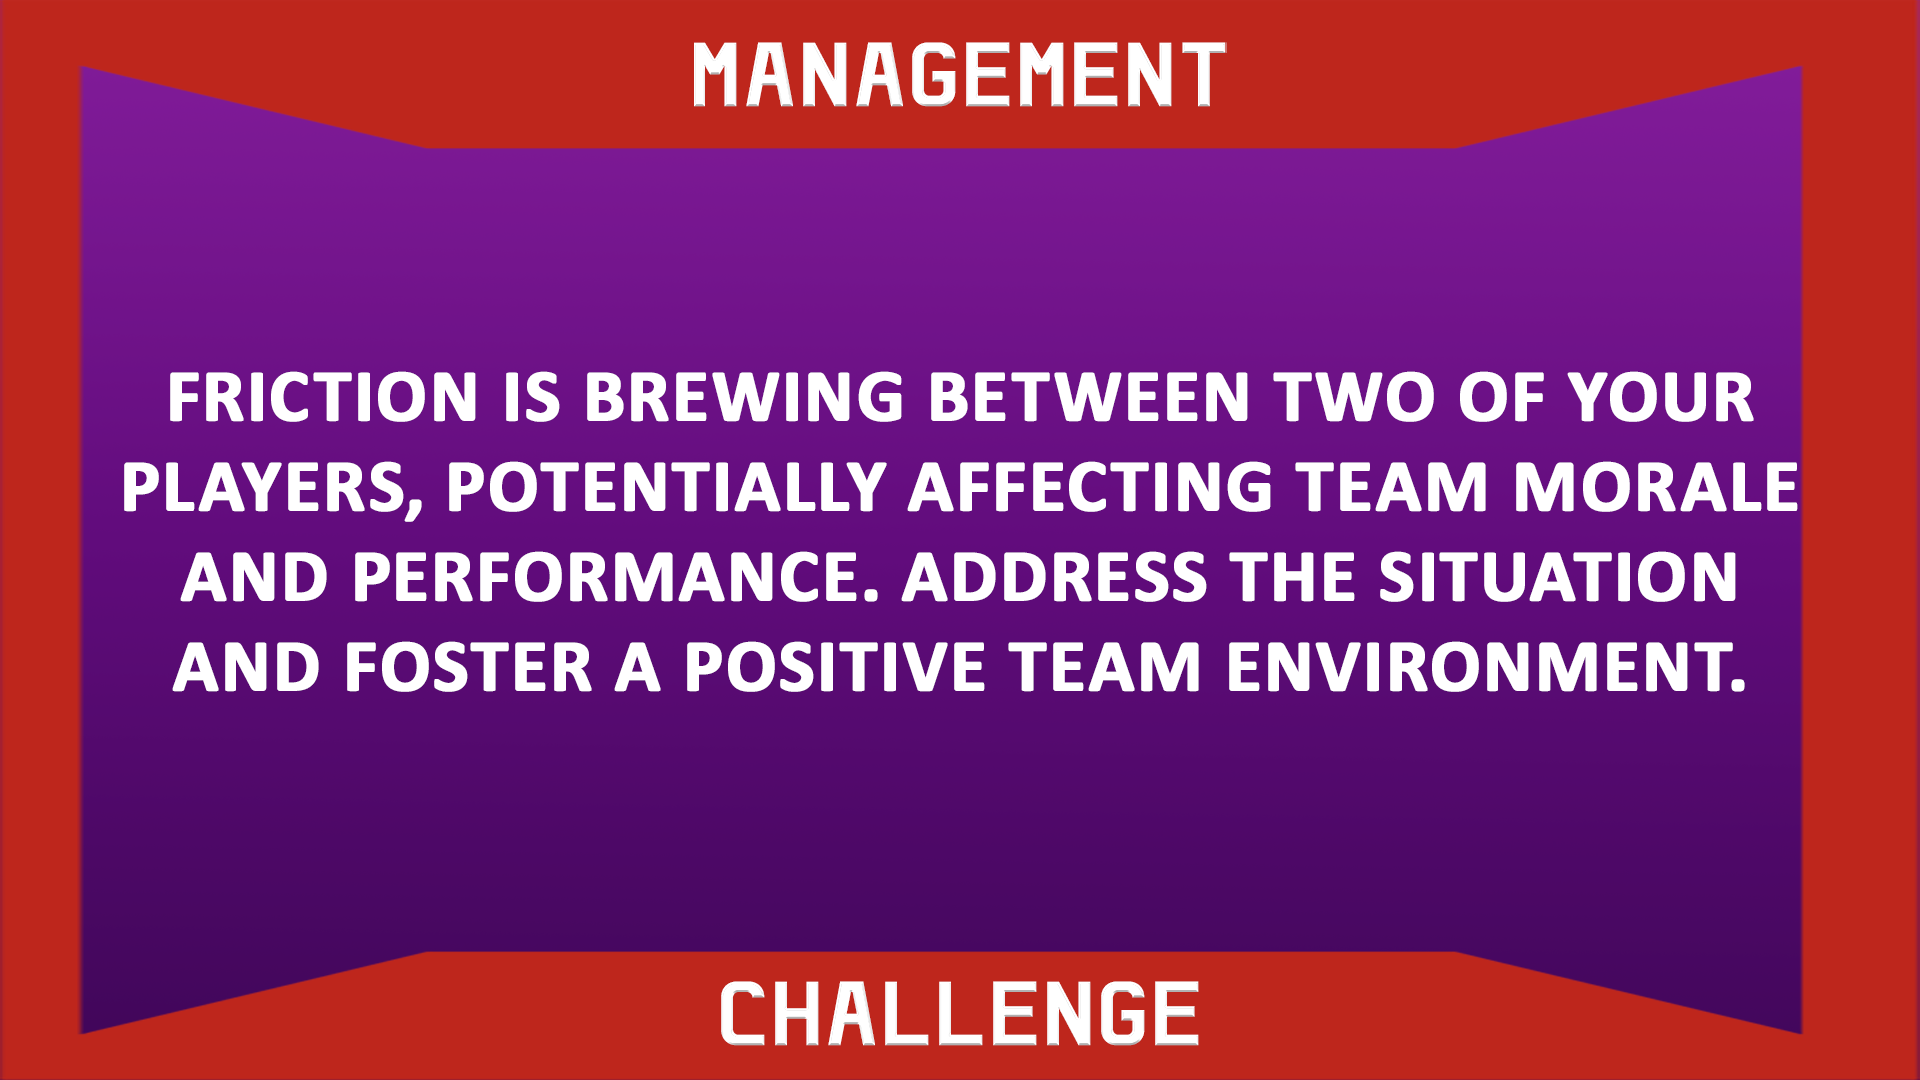 MANAGEMENT
FRICTION IS BREWING BETWEEN TWO OF YOUR
PLAYERS, POTENTIALLY AFFECTING TEAM MORALE
AND PERFORMANCE. ADDRESS THE SITUATION
AND FOSTER A POSITIVE TEAM ENVIRONMENT.
CHALLENGE